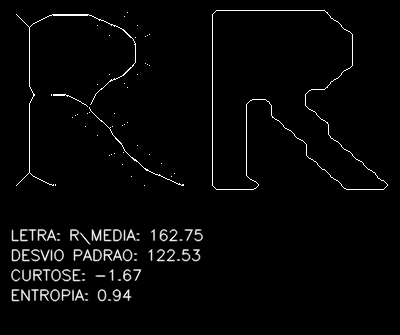 R R
LETRA: R\MEDIA: 162.75
DESVIO PADRAO: 122.53
CURTOSE: -1.67
ENTROPIA: 0.94